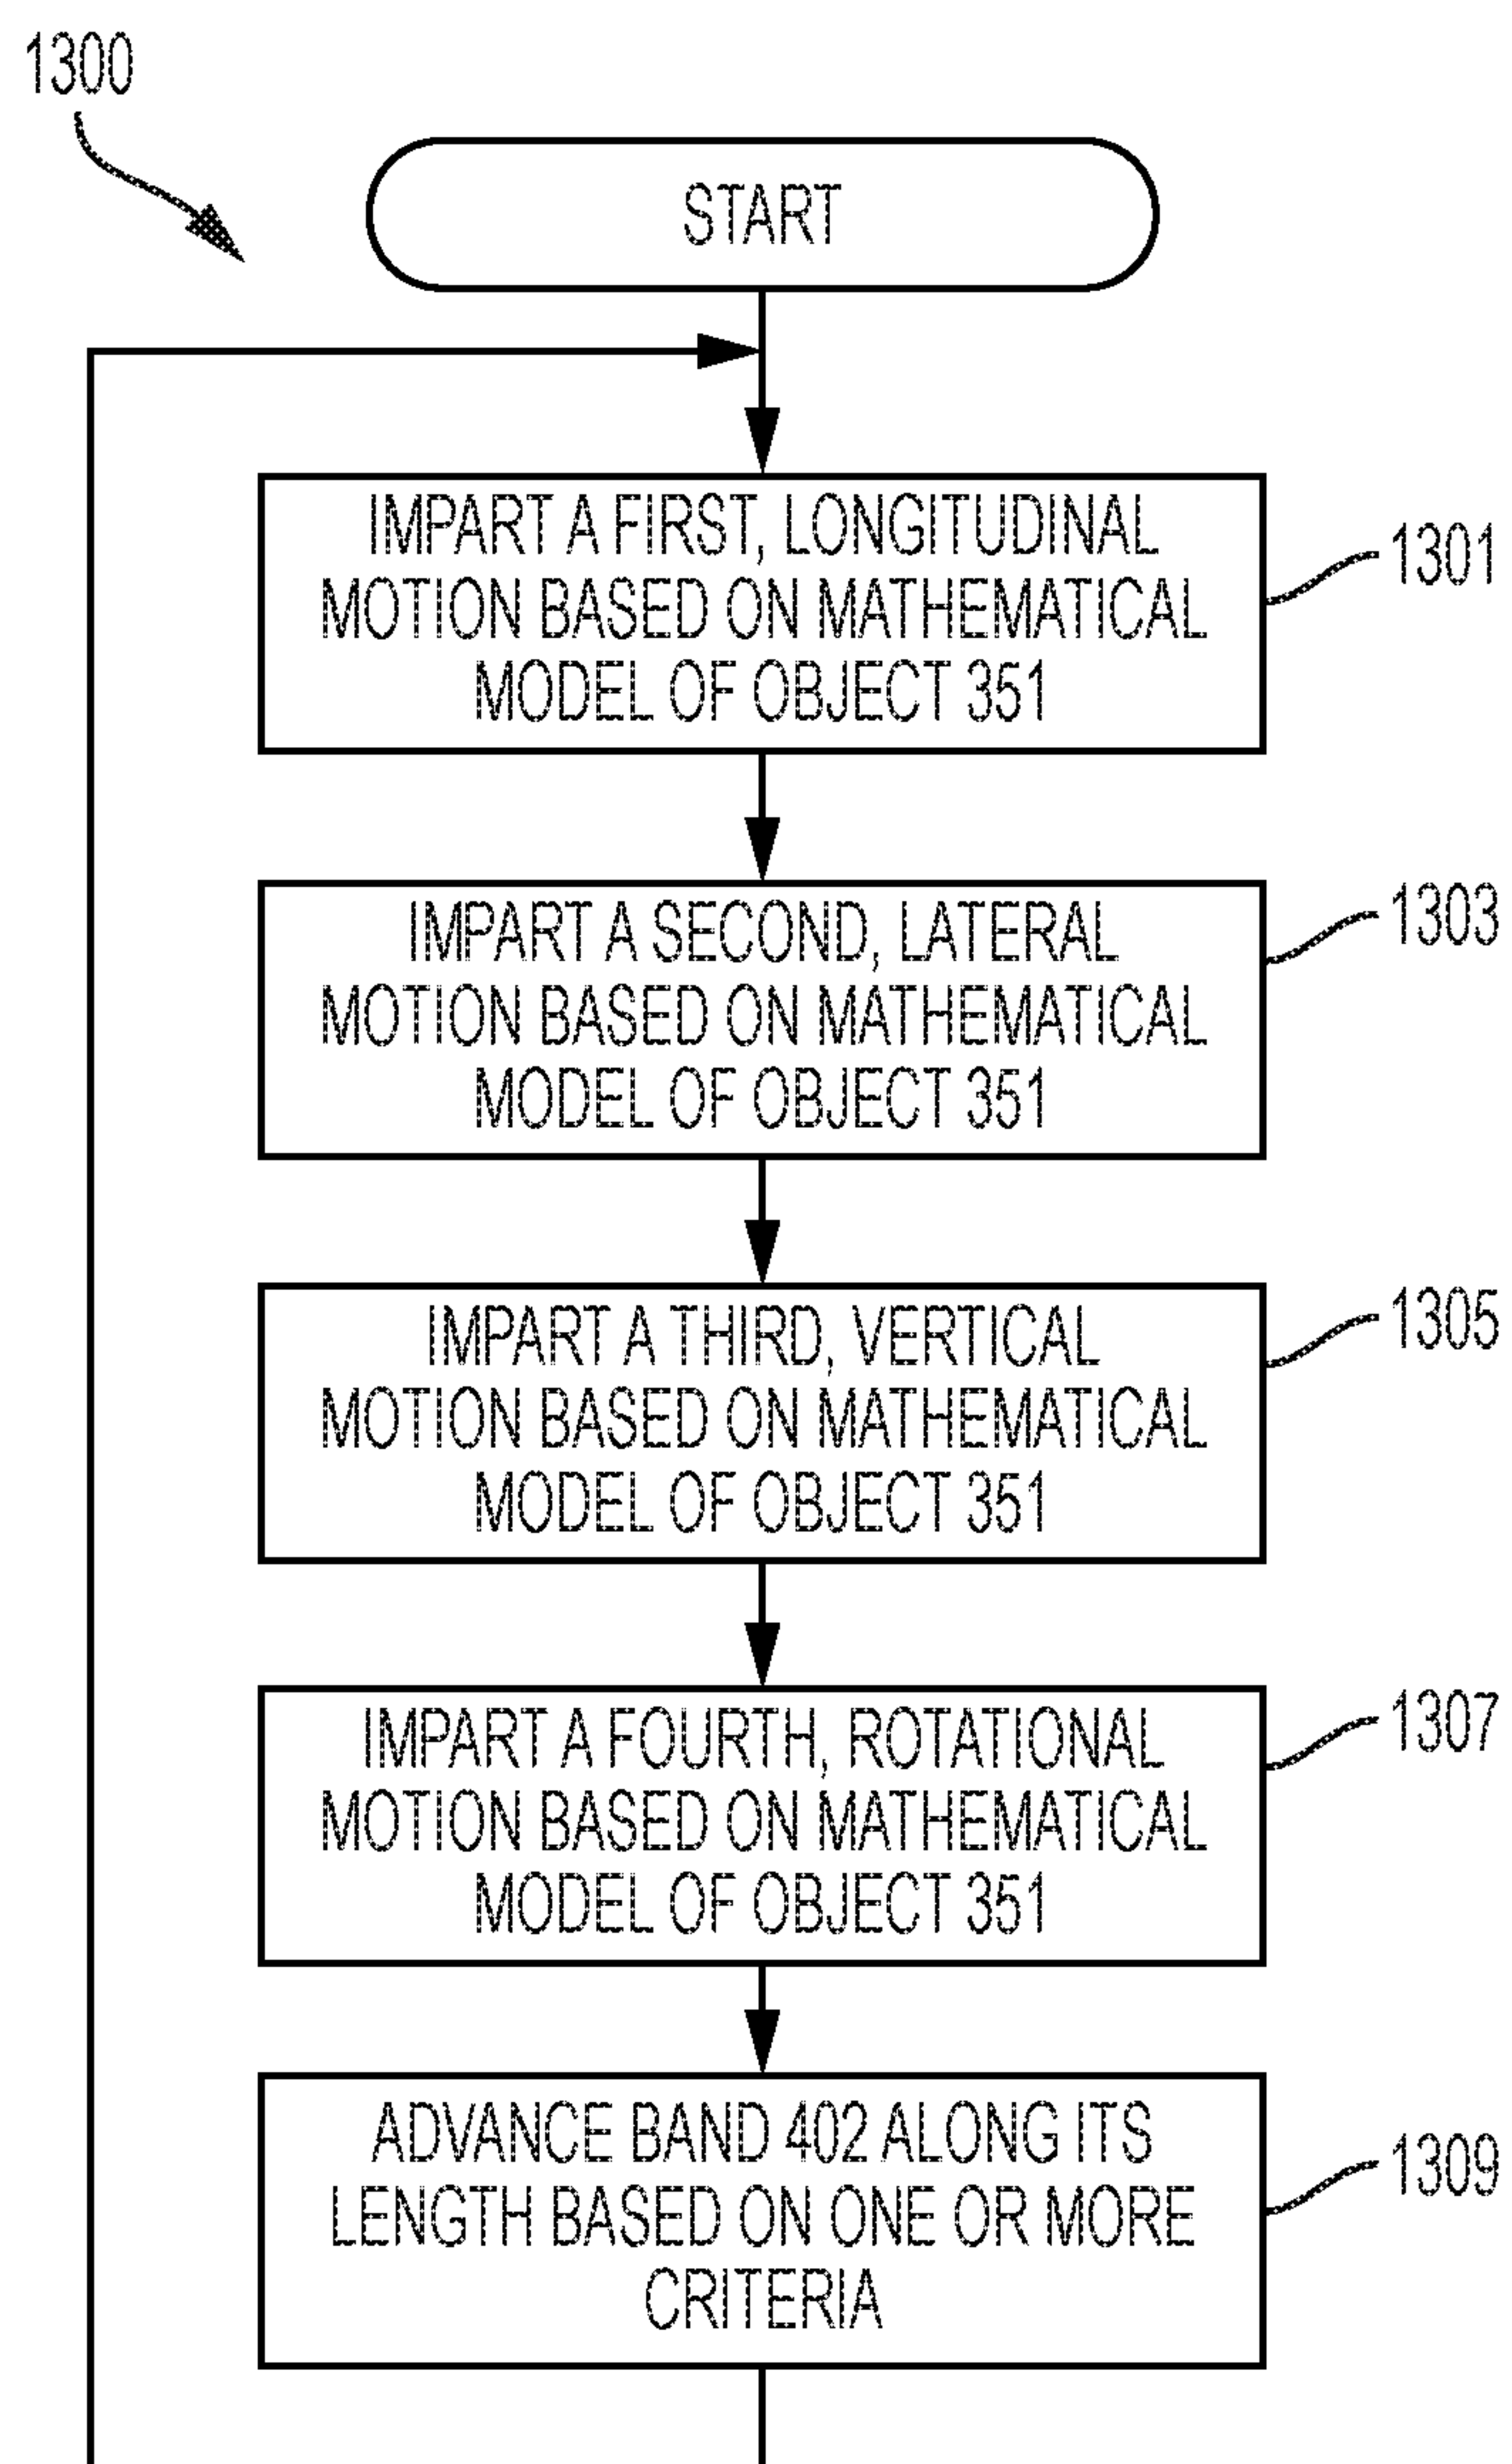 1300
START
IMPART A FIRST, LONGITUDINAL
MOTION BASED ON MATHEMATICAL
MODEL OF OBJECT 351
1301
IMPART A SECOND, LATERAL
MOTION BASED ON MATHEMATICAL
MODEL OF OBJECT 351
1303
IMPART A THIRD, VERTICAL
MOTION BASED ON MATHEMATICAL
MODEL OF OBJECT 351
1305
IMPART A FOURTH, ROTATIONAL
MOTION BASED ON MATHEMATICAL
MODEL OF OBJECT 351
1307
ADVANCE BAND 402 ALONG ITS
LENGTH BASED ON ONE OR MORE
CRITERIA
1309